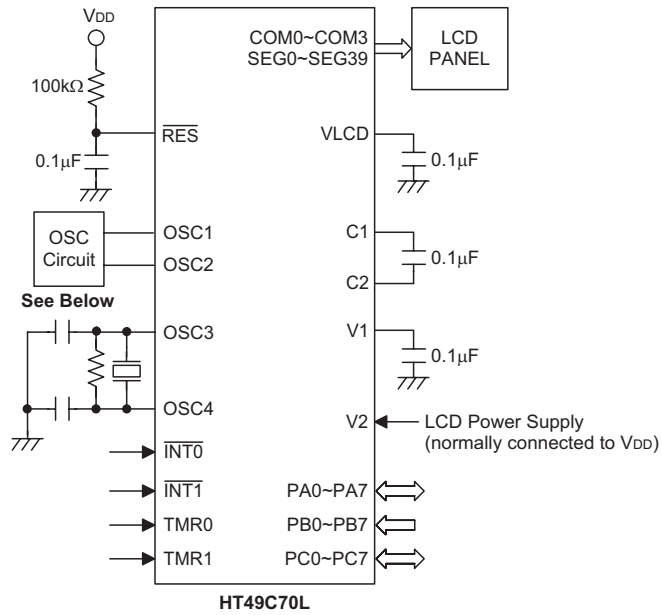 VDD
100kΩ
0.1μF
RES
OSC Circuit
OSC1
OSC2
See Below
OSC3
OSC4
INT0
INT1
TMR0
TMR1
COM0~COM3
SEG0~SEG39
LCD
PANEL
VLCD
0.1μF
C1
C2
0.1μF
V1
0.1μF
V2
LCD Power Supply
(normally connected to VDD)
PA0~PA7
PB0~PB7
PC0~PC7
HT49C70L